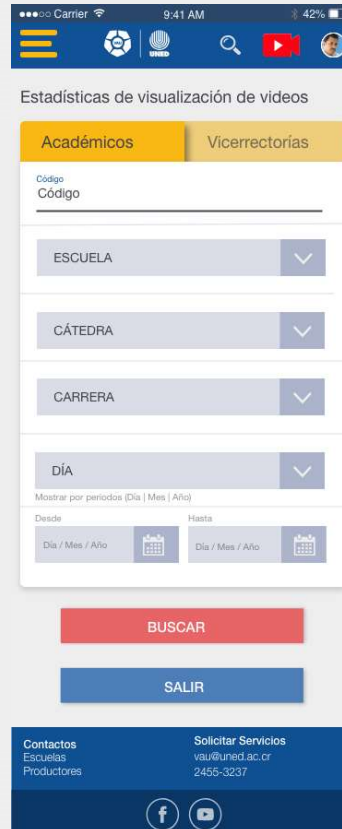 Carrier 9:41 AM 42%
VAU UNED
Estadísticas de visualización de videos
Académicos Vicerrectorías
Código
Código
ESCUELA
CÁTEDRA
CARRERA
DÍA
Mostrar por periodos (Día | Mes | Año)
Desde Hasta
Día / Mes / Año Día / Mes / Año
BUSCAR
SALIR
Contactos Solicitar Servicios
Escuelas vau@uned.ac.cr
Productores 2455-3237